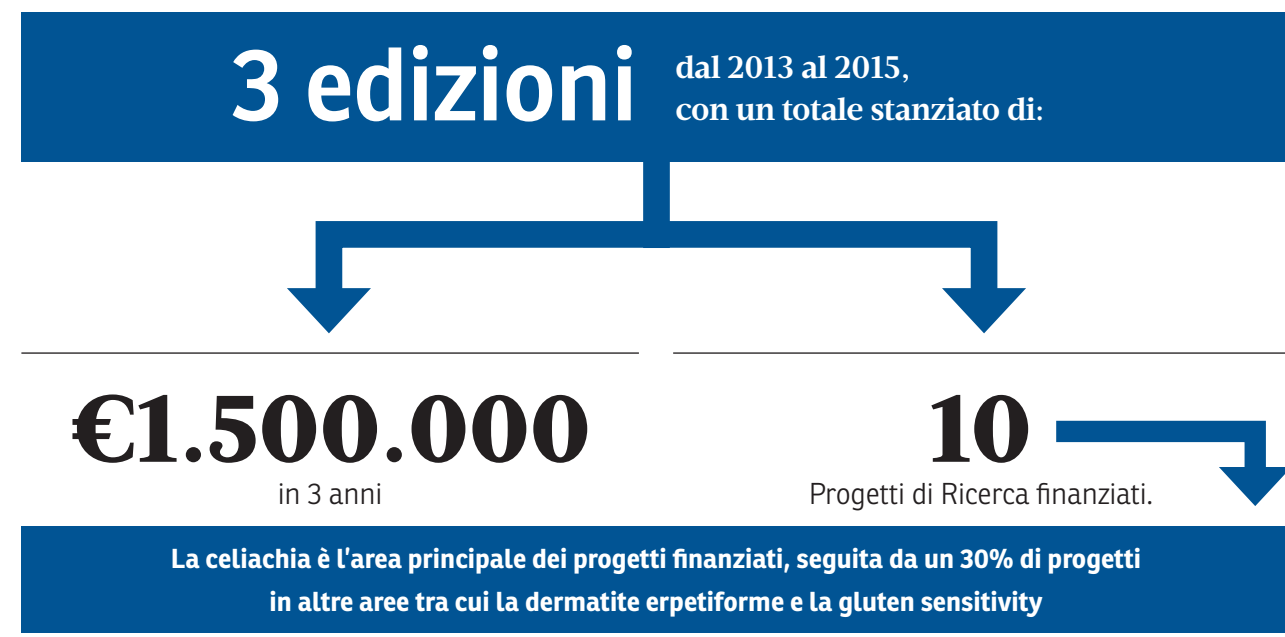 3 edizioni
dal 2013 al 2015,
con un totale stanziato di:
€1.500.000
in 3 anni
10
Progetti di Ricerca finanziati.
La celiachia è l'area principale dei progetti finanziati, seguita da un 30% di progetti
in altre aree tra cui la dermatite erpetiforme e la gluten sensitivity